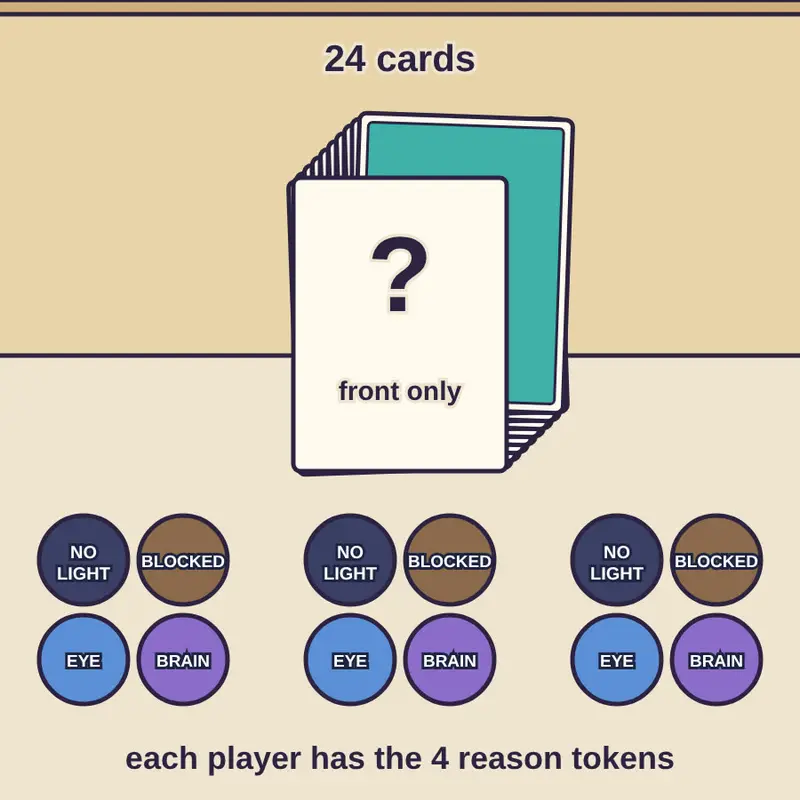 24 cards
?
front only
NO
LIGHT
BLOCKED
NO
LIGHT
BLOCKED
NO
LIGHT
BLOCKED
EYE
BRAIN
EYE
BRAIN
EYE
BRAIN
each player has the 4 reason tokens